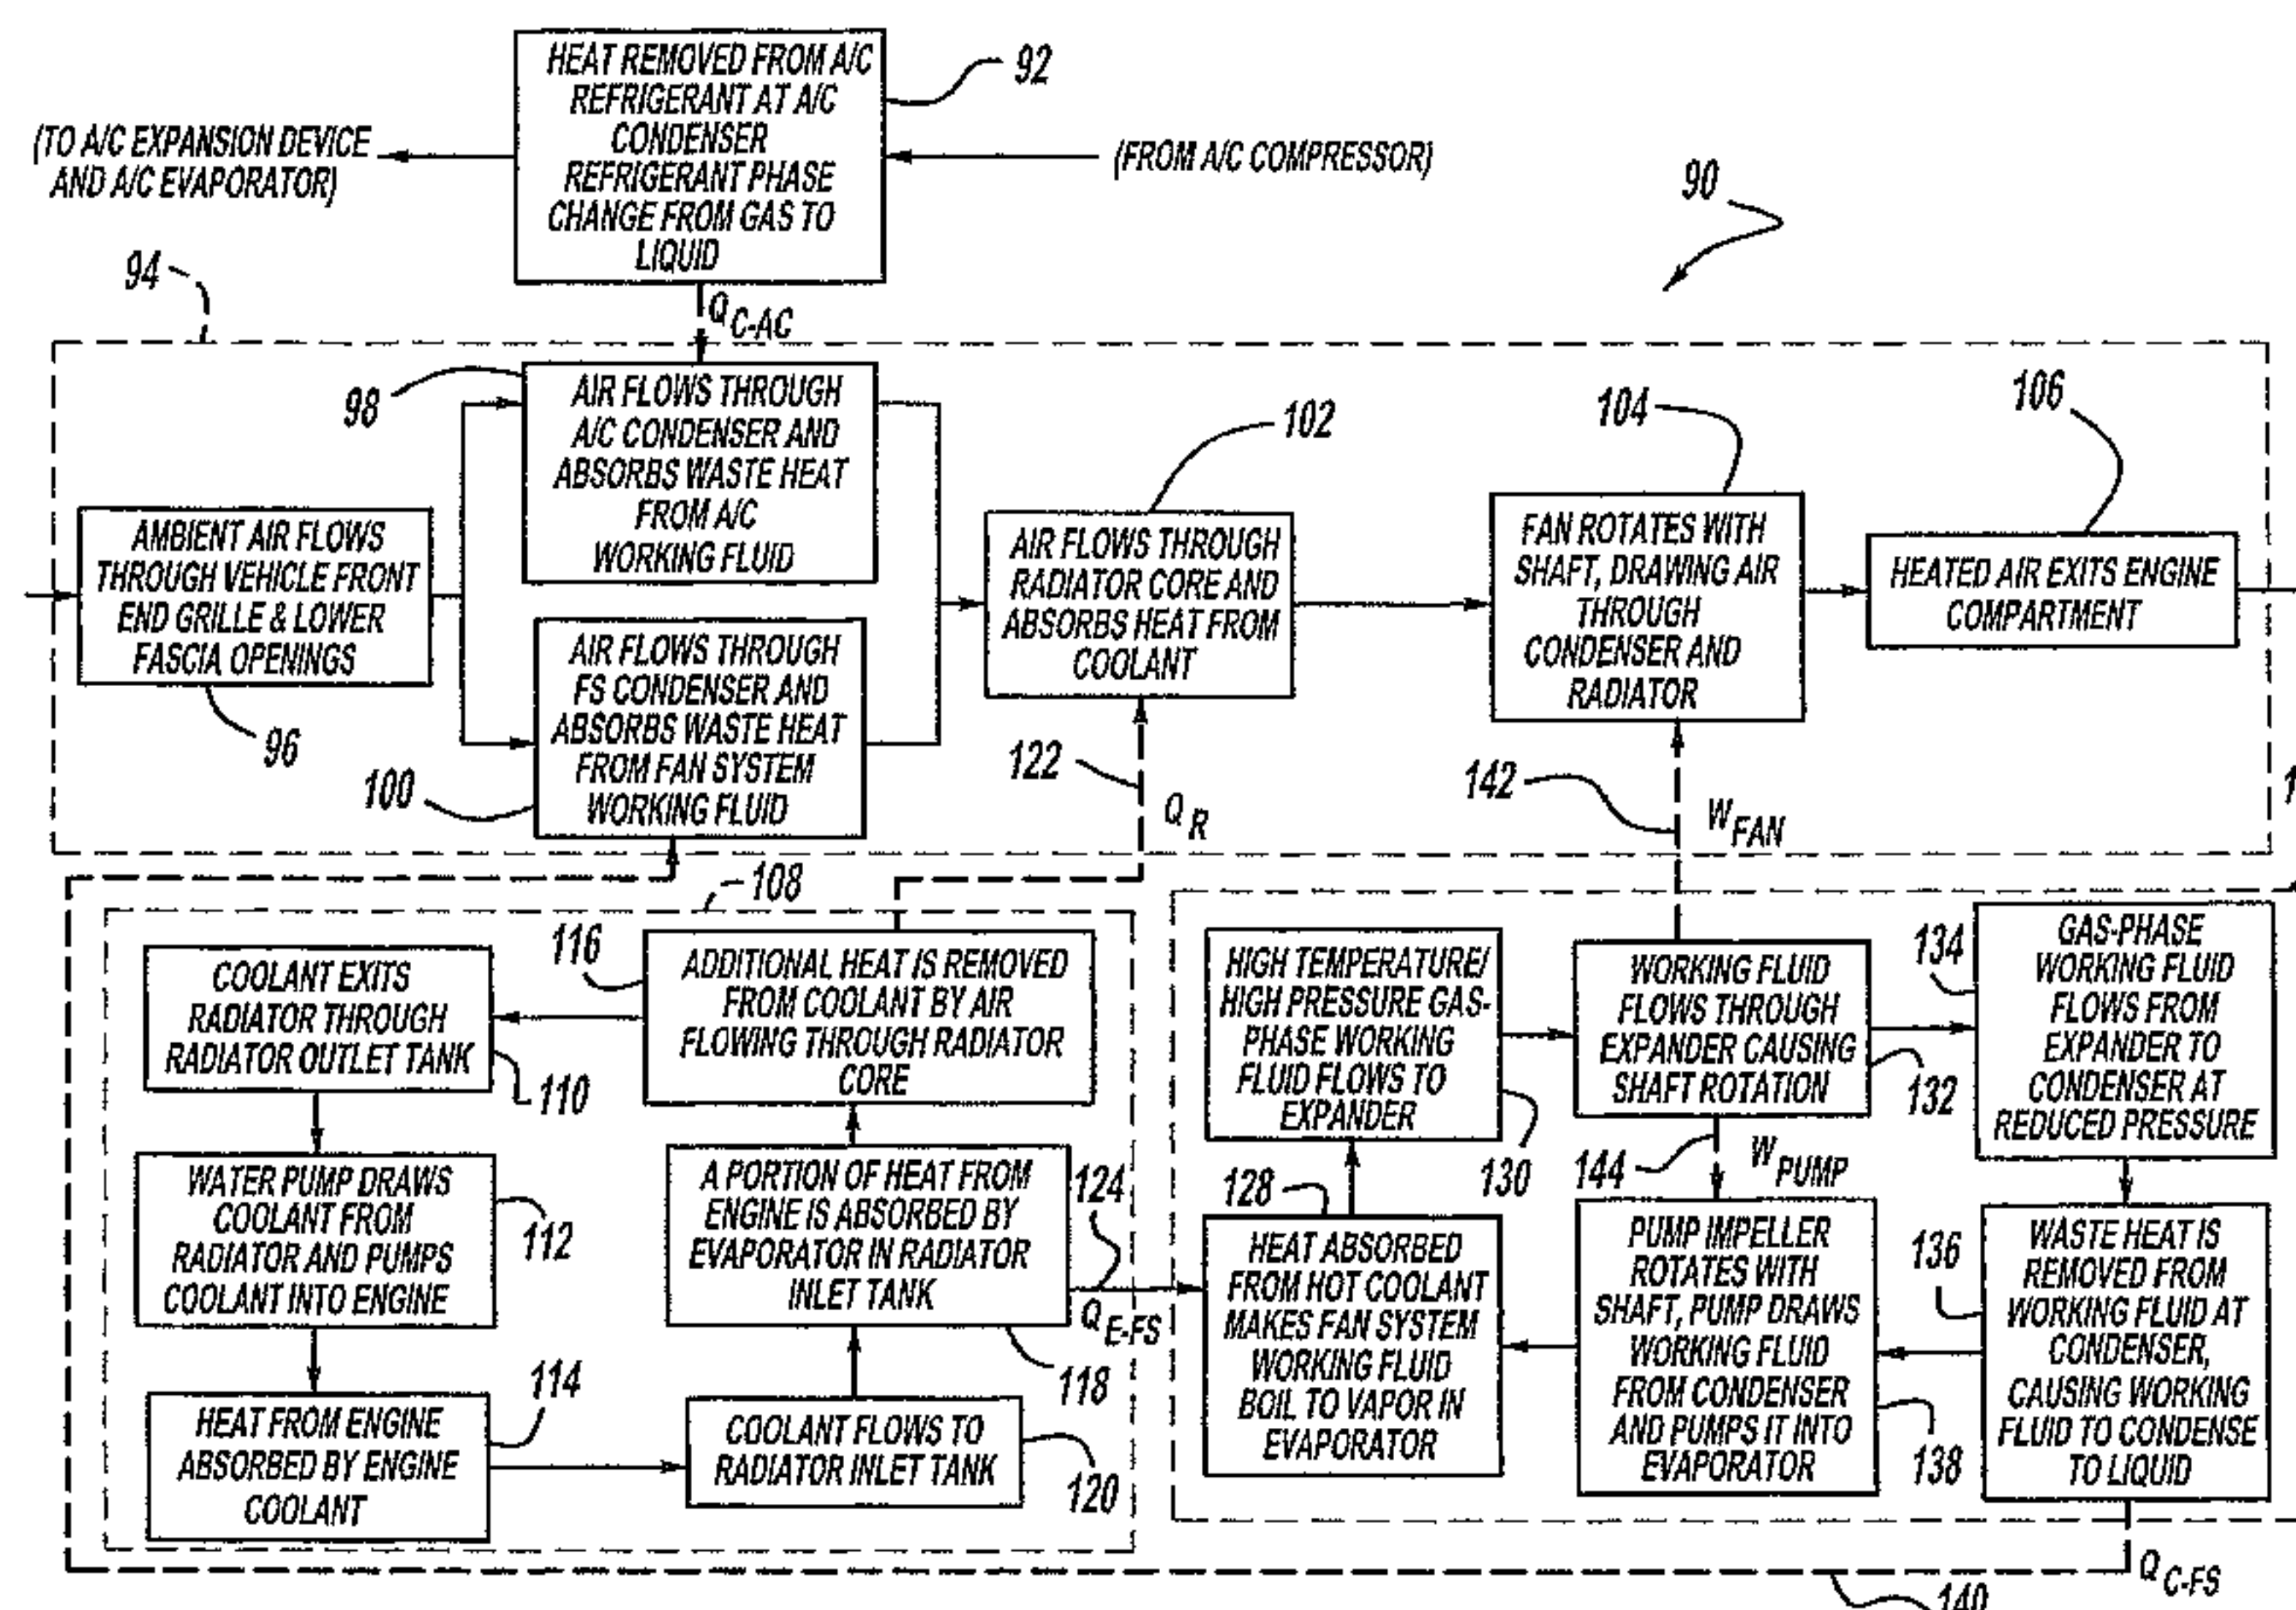 HEAT REMOVED FROM A/C
REFRIGERANT AT A/C
CONDENSER
REFRIGERANT PHASE
CHANGE FROM GAS TO
LIQUID
92
(TO A/C EXPANSION DEVICE
AND A/C EVAPORATOR)
(FROM A/C COMPRESSOR)
90
94
Q C-AC
98
AIR FLOWS THROUGH
A/C CONDENSER AND
ABSORBS WASTE HEAT
FROM A/C
WORKING FLUID
102
104
106
AMBIENT AIR FLOWS
THROUGH VEHICLE FRONT
END GRILLE & LOWER
FASCIA OPENINGS
96
AIR FLOWS THROUGH
RADIATOR CORE AND
ABSORBS HEAT FROM
COOLANT
FAN ROTATES WITH
SHAFT, DRAWING AIR
THROUGH
CONDENSER AND
RADIATOR
HEATED AIR EXITS ENGINE
COMPARTMENT
AIR FLOWS THROUGH
FS CONDENSER AND
ABSORBS WASTE HEAT
FROM FAN SYSTEM
WORKING FLUID
100
122
Q R
142
W FAN
108
116
COOLANT EXITS
RADIATOR THROUGH
RADIATOR OUTLET TANK
110
ADDITIONAL HEAT IS REMOVED
FROM COOLANT BY AIR
FLOWING THROUGH RADIATOR
CORE
WATER PUMP DRAWS
COOLANT FROM
RADIATOR AND PUMPS
COOLANT INTO ENGINE
112
A PORTION OF HEAT FROM
ENGINE IS ABSORBED BY
EVAPORATOR IN RADIATOR
INLET TANK
124
Q E-FS
118
HEAT FROM ENGINE
ABSORBED BY ENGINE
COOLANT
114
COOLANT FLOWS TO
RADIATOR INLET TANK
120
HIGH TEMPERATURE/
HIGH PRESSURE GAS-
PHASE WORKING
FLUID FLOWS TO
EXPANDER
130
WORKING FLUID
FLOWS THROUGH
EXPANDER CAUSING
SHAFT ROTATION
132
134
GAS-PHASE
WORKING FLUID
FLOWS FROM
EXPANDER TO
CONDENSER AT
REDUCED PRESSURE
144
W PUMP
128
HEAT ABSORBED
FROM HOT COOLANT
MAKES FAN SYSTEM
WORKING FLUID
BOIL TO VAPOR IN
EVAPORATOR
PUMP IMPELLER
ROTATES WITH
SHAFT, PUMP DRAWS
WORKING FLUID
FROM CONDENSER
AND PUMPS IT INTO
EVAPORATOR
138
136
WASTE HEAT IS
REMOVED FROM
WORKING FLUID AT
CONDENSER,
CAUSING WORKING
FLUID TO CONDENSE
TO LIQUID
Q C-FS
140